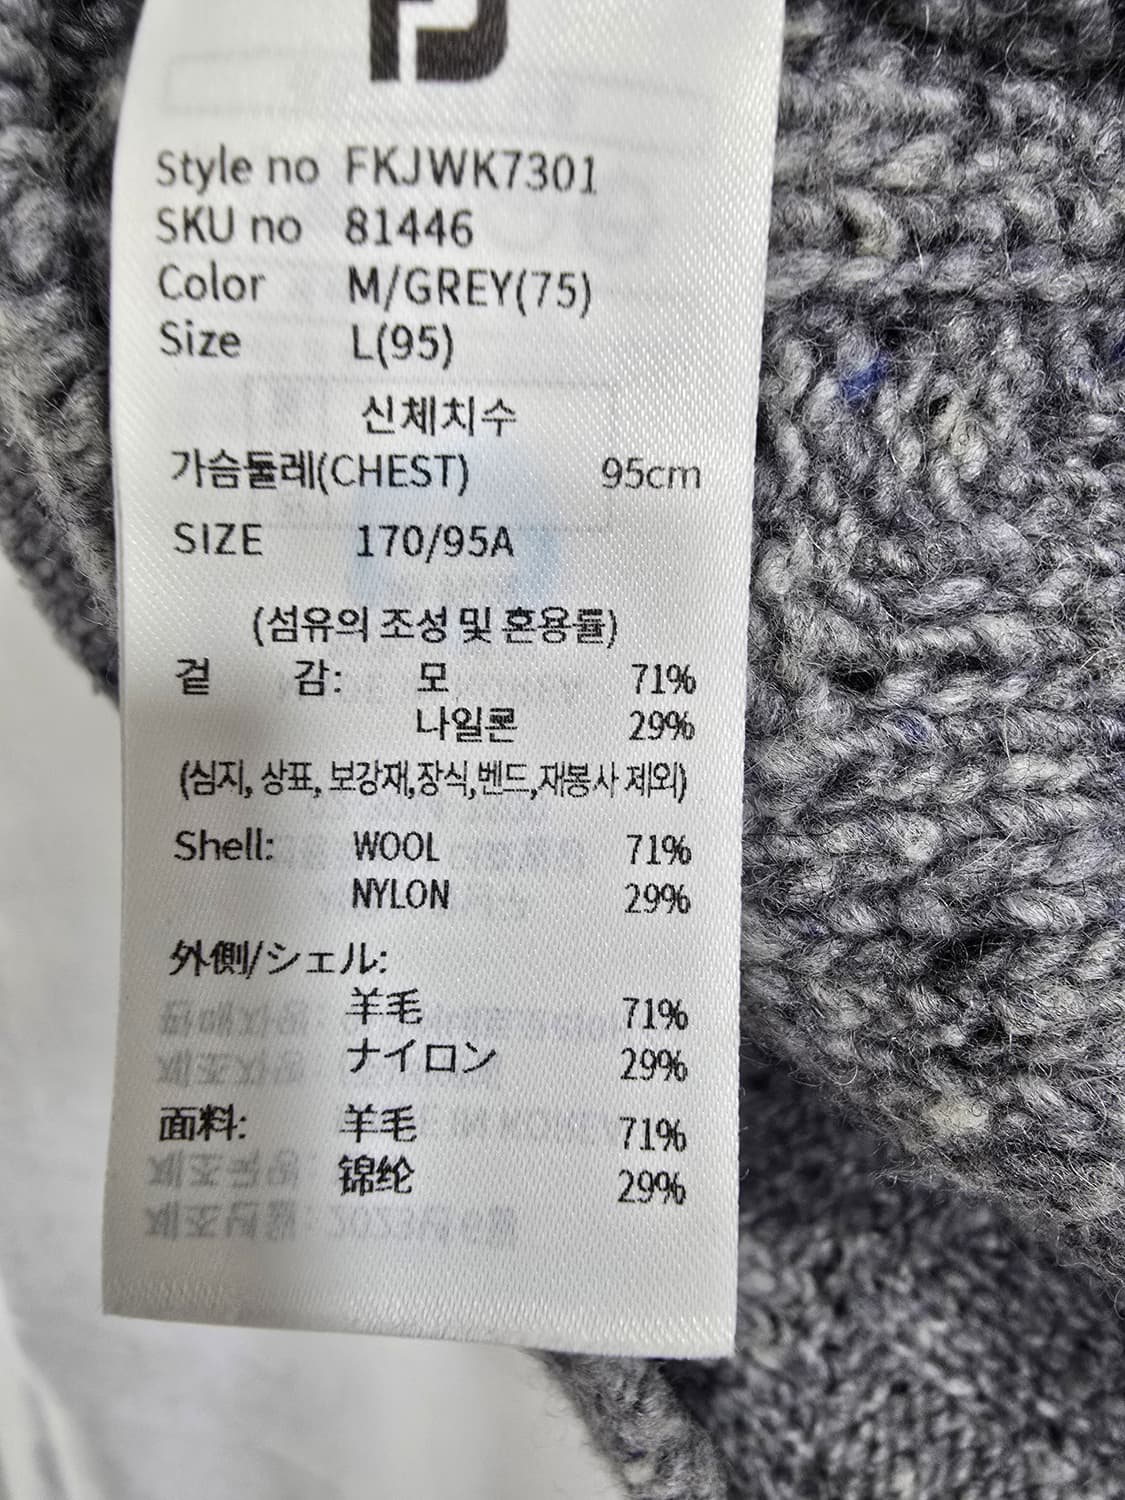 FJ
Style no FKJWK7301
SKU no 81446
Color M/GREY(75)
Size L(95)
신체치수
가슴둘레(CHEST) 95cm
SIZE 170/95A
(섬유의 조성 및 혼용률)
겉 감: 모 71%
나일론 29%
(심지, 상표, 보강재,장식,벤드,재봉사 제외)
Shell: WOOL 71%
NYLON 29%
外側/シェル:
羊毛 71%
ナイロン 29%
面料: 羊毛 71%
锦纶 29%